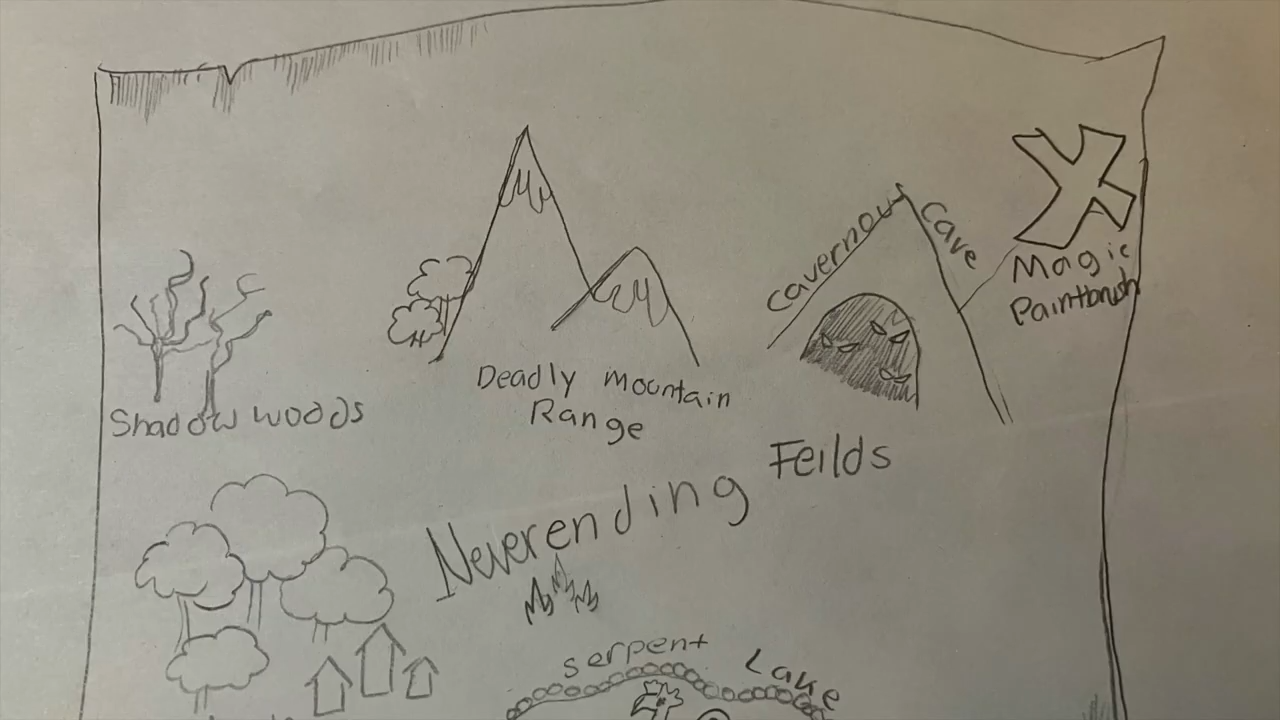 Cavernous Cave
Magic
Paintbrush
Deadly mountain
Range
Shadow woods
Neverending Feilds
Serpent Lake